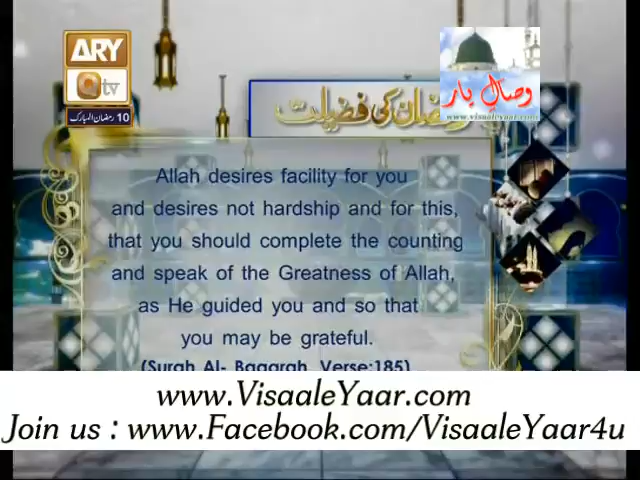 ARY
Qtv
10 رمضان المبارک
وصالِ یار
www.visaaleyaar.com
رمضان کی فضیلت
Allah desires facility for you
and desires not hardship and for this,
that you should complete the counting
and speak of the Greatness of Allah,
as He guided you and so that
you may be grateful.
(Surah Al- Baqarah, Verse:185)
www.VisaaleYaar.com
Join us : www.Facebook.com/VisaaleYaar4u